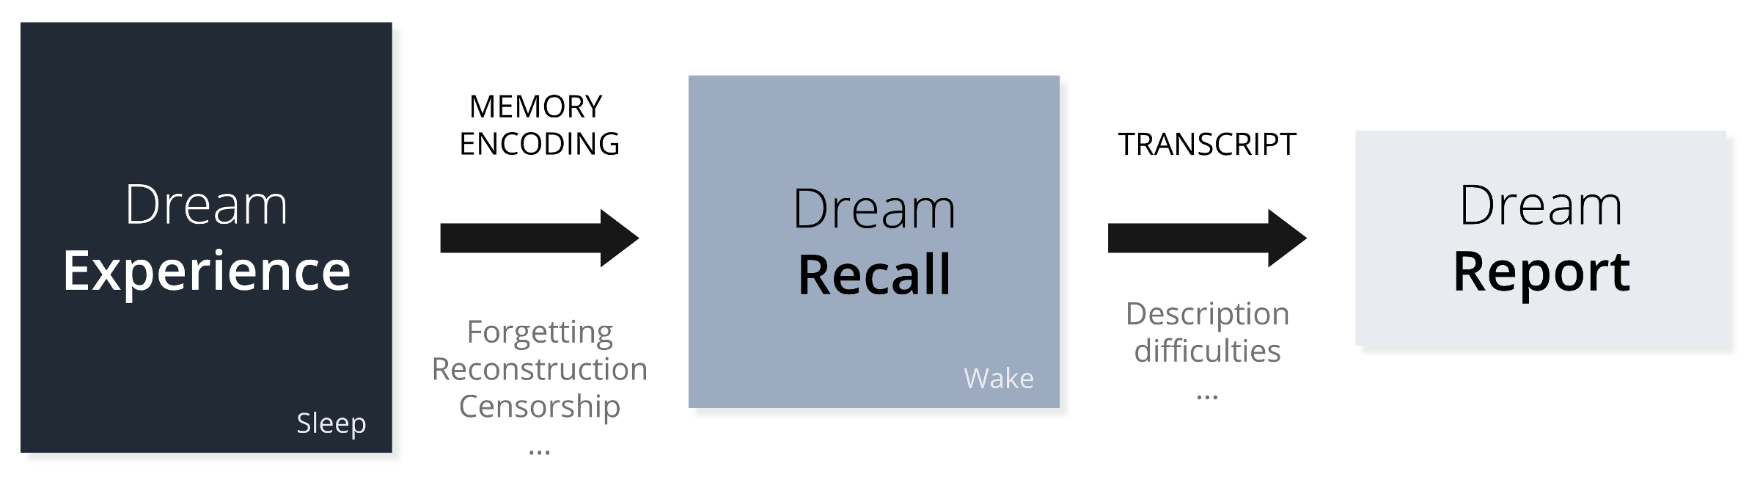 Dream
Experience
Sleep
MEMORY
ENCODING
Forgetting
Reconstruction
Censorship
...
Dream
Recall
Wake
TRANSCRIPT
Description
difficulties
...
Dream
Report